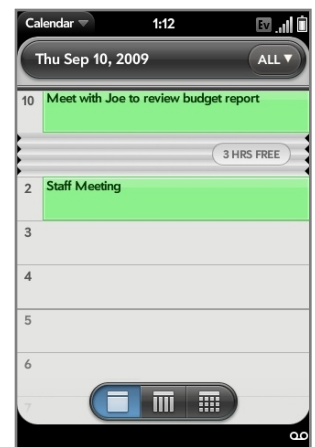 Calendar 1:12 Ev
Thu Sep 10, 2009 ALL
10 Meet with Joe to review budget report
3 HRS FREE
2 Staff Meeting
3
4
5
6
7